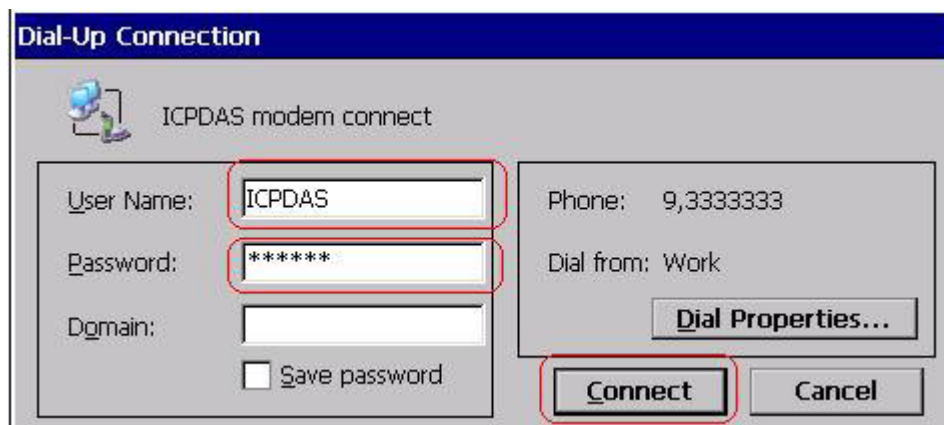 Dial-Up Connection
ICPDAS modem connect
User Name: ICPDAS
Password: ******
Domain:
Save password
Phone: 9,3333333
Dial from: Work
Dial Properties...
Connect Cancel